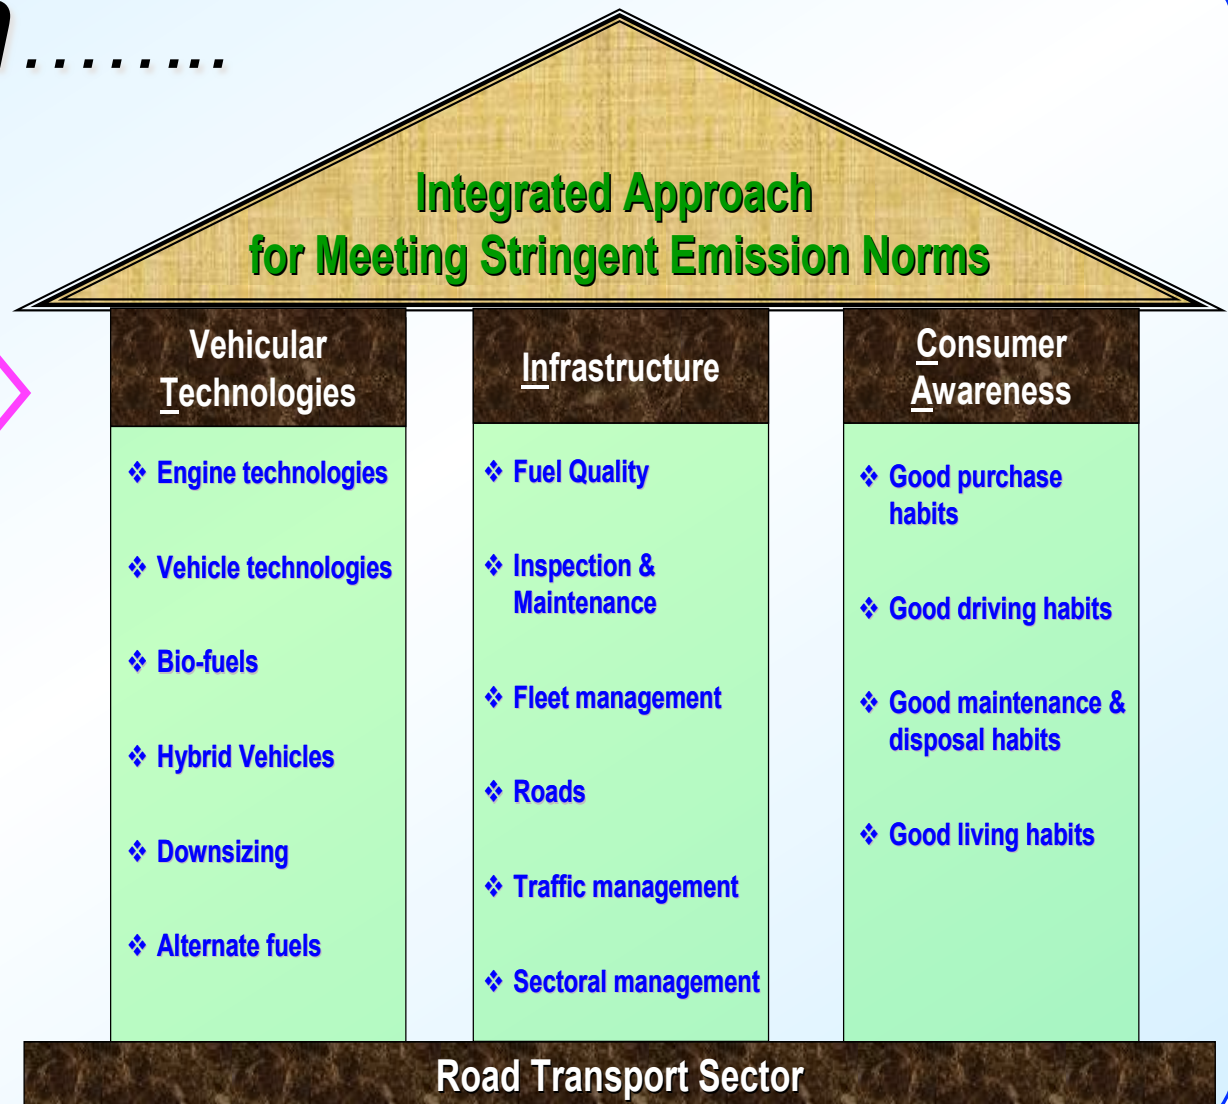 ........
Integrated Approach
for Meeting Stringent Emission Norms
Vehicular
Technologies
❖ Engine technologies
❖ Vehicle technologies
❖ Bio-fuels
❖ Hybrid Vehicles
❖ Downsizing
❖ Alternate fuels
Infrastructure
❖ Fuel Quality
❖ Inspection &
Maintenance
❖ Fleet management
❖ Roads
❖ Traffic management
❖ Sectoral management
Consumer
Awareness
❖ Good purchase
habits
❖ Good driving habits
❖ Good maintenance &
disposal habits
❖ Good living habits
Road Transport Sector